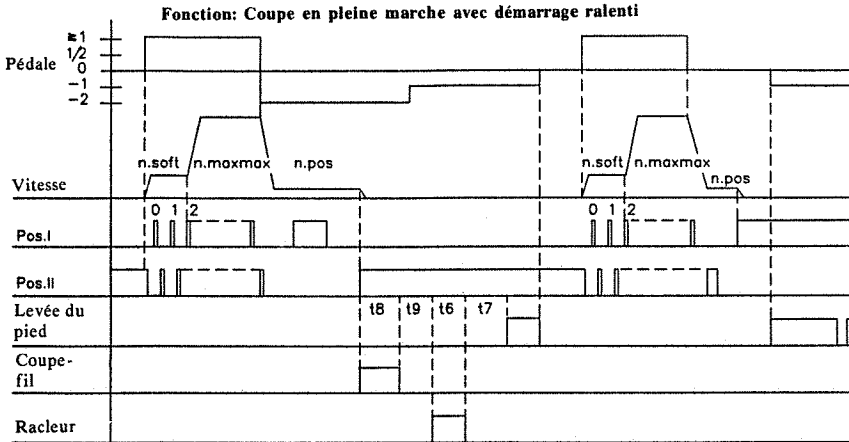 Fonction: Coupe en pleine marche avec démarrage ralenti
≥1
1/2
Pédale 0
-1
-2
n.soft n.maxmax n.pos n.soft n.maxmax n.pos
Vitesse
0 1 2 0 1 2
Pos.I
Pos.II
Levée du t8 t9 t6 t7
pied
Coupe-
fil
Racleur